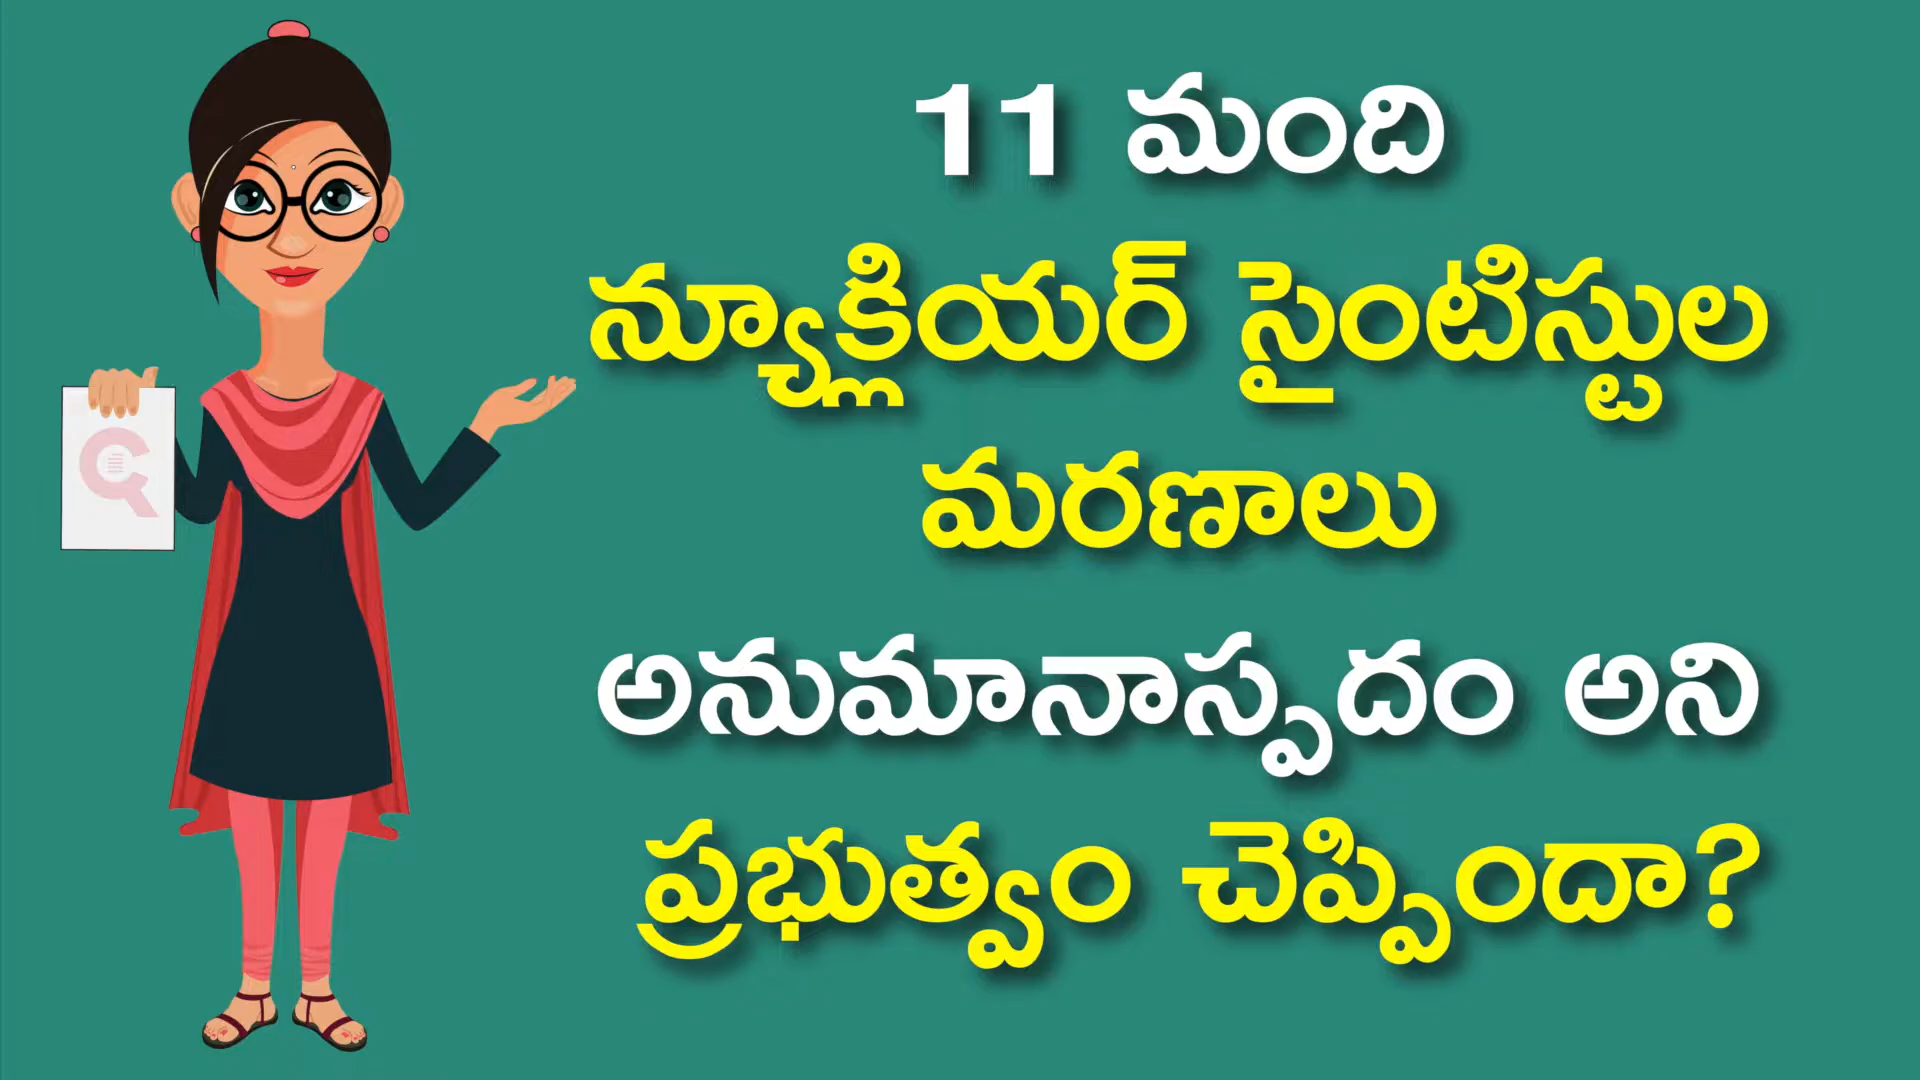 11 మంది
న్యూక్లియర్ సైంటిస్టుల
మరణాలు
అనుమానాస్పదం అని
ప్రభుత్వం చెప్పిందా?